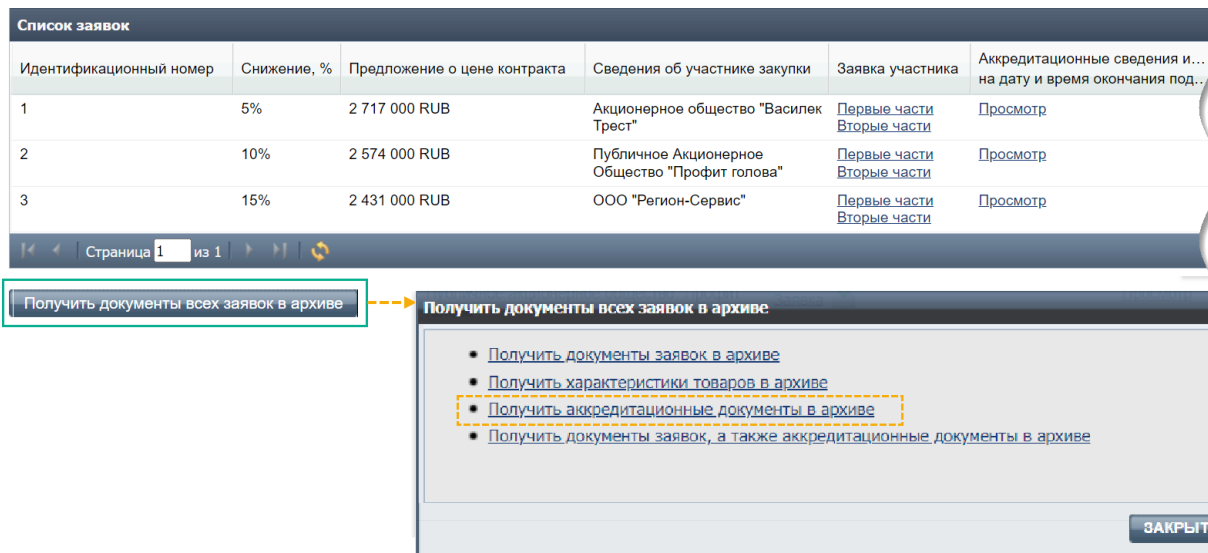 Список заявок
Идентификационный номер Снижение, % Предложение о цене контракта Сведения об участнике закупки Заявка участника Аккредитационные сведения и…
на дату и время окончания под…
1 5% 2 717 000 RUB Акционерное общество "Василек Первые части Просмотр
Трест" Вторые части
2 10% 2 574 000 RUB Публичное Акционерное Первые части Просмотр
Общество "Профит голова" Вторые части
3 15% 2 431 000 RUB ООО "Регион-Сервис" Первые части Просмотр
Вторые части
Страница 1 из 1
Получить документы всех заявок в архиве
Получить документы всех заявок в архиве
Получить документы заявок в архиве
Получить характеристики товаров в архиве
Получить аккредитационные документы в архиве
Получить документы заявок, а также аккредитационные документы в архиве
ЗАКРЫТ